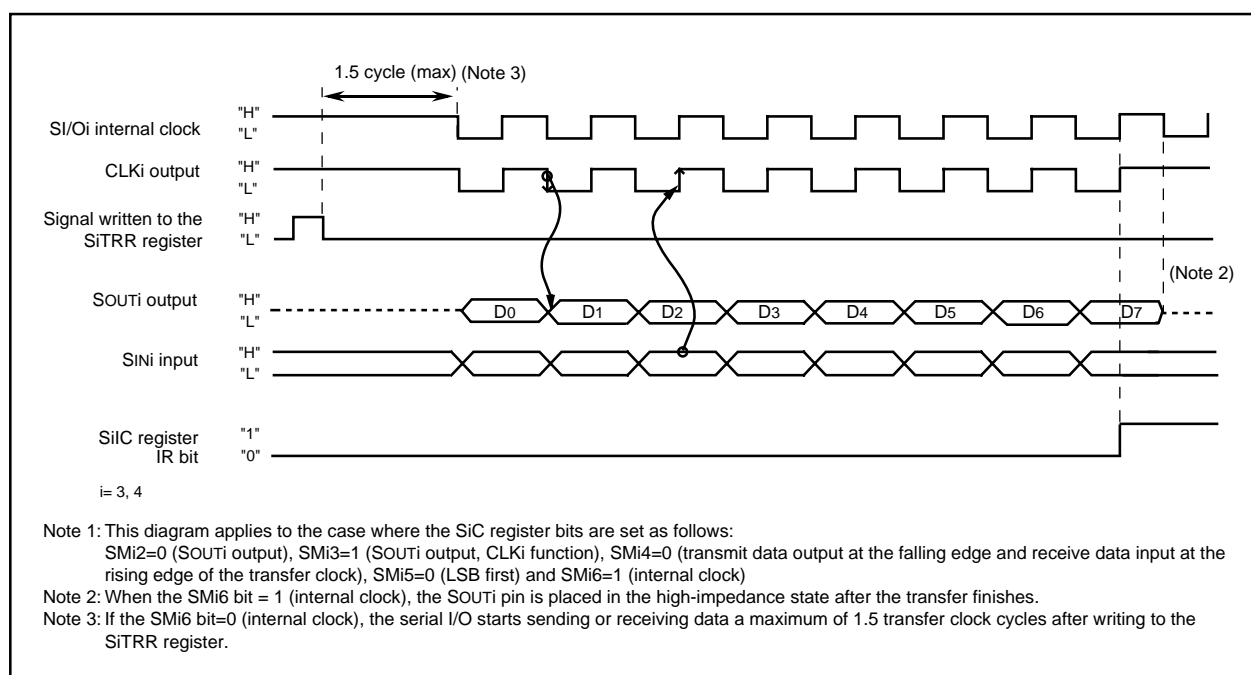 1.5 cycle (max) (Note 3)
SI/Oi internal clock "H" "L"
CLKi output "H" "L"
Signal written to the SiTRR register "H" "L"
(Note 2)
SOUTi output "H" "L" D0 D1 D2 D3 D4 D5 D6 D7
SINi input "H" "L"
SiIC register IR bit "1" "0"
i= 3, 4
Note 1: This diagram applies to the case where the SiC register bits are set as follows:
SMi2=0 (SOUTi output), SMi3=1 (SOUTi output, CLKi function), SMi4=0 (transmit data output at the falling edge and receive data input at the
rising edge of the transfer clock), SMi5=0 (LSB first) and SMi6=1 (internal clock)
Note 2: When the SMi6 bit = 1 (internal clock), the SOUTi pin is placed in the high-impedance state after the transfer finishes.
Note 3: If the SMi6 bit=0 (internal clock), the serial I/O starts sending or receiving data a maximum of 1.5 transfer clock cycles after writing to the
SiTRR register.